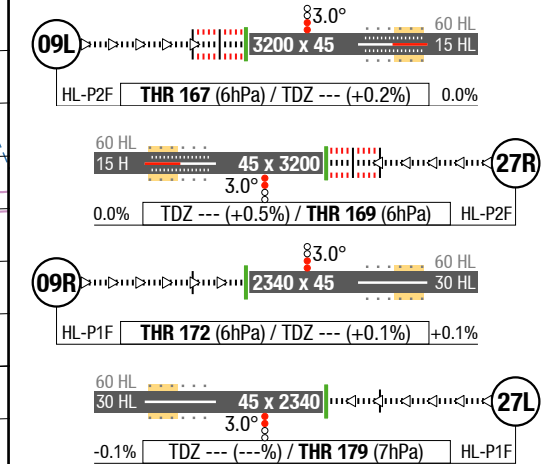 3.0° 60 HL
09L 3200 x 45 15 HL
HL-P2F THR 167 (6hPa) / TDZ --- (+0.2%) 0.0%
60 HL
15 H 45 x 3200 27R
3.0°
0.0% TDZ --- (+0.5%) / THR 169 (6hPa) HL-P2F
3.0° 60 HL
09R 2340 x 45 30 HL
HL-P1F THR 172 (6hPa) / TDZ --- (+0.1%) +0.1%
60 HL
30 HL 45 x 2340 27L
3.0°
-0.1% TDZ --- (---%) / THR 179 (7hPa) HL-P1F